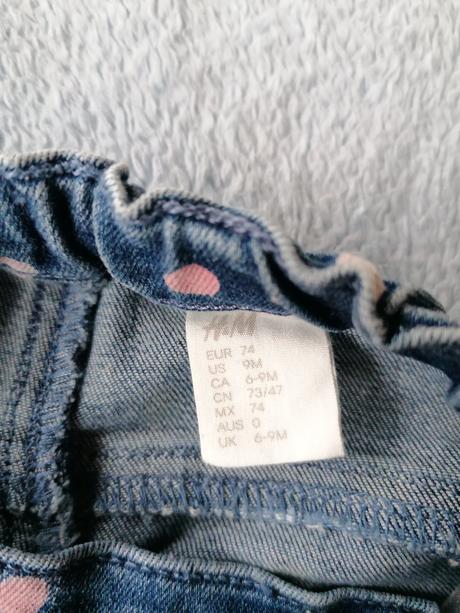 H&M
EUR 74
US 9M
CA 6-9M
CN 73/47
MX 74
AUS 0
UK 6-9M